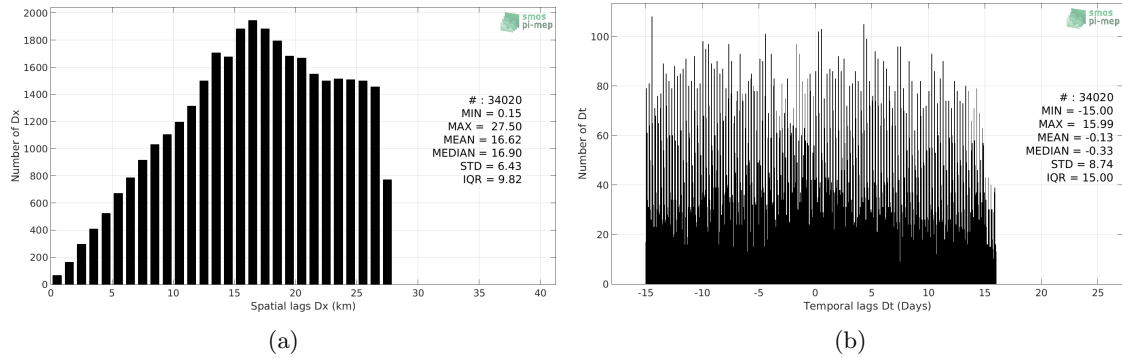 smos
pi-mep
2000
1800
1600
1400
1200
1000
800
600
400
200
0
Number of Dx
# : 34020
MIN = 0.15
MAX = 27.50
MEAN = 16.62
MEDIAN = 16.90
STD = 6.43
IQR = 9.82
0 5 10 15 20 25 30 35 40
Spatial lags Dx (km)
(a)
smos
pi-mep
100
80
60
40
20
0
Number of Dt
# : 34020
MIN = -15.00
MAX = 15.99
MEAN = -0.13
MEDIAN = -0.33
STD = 8.74
IQR = 15.00
-15 -10 -5 0 5 10 15 20 25
Temporal lags Dt (Days)
(b)